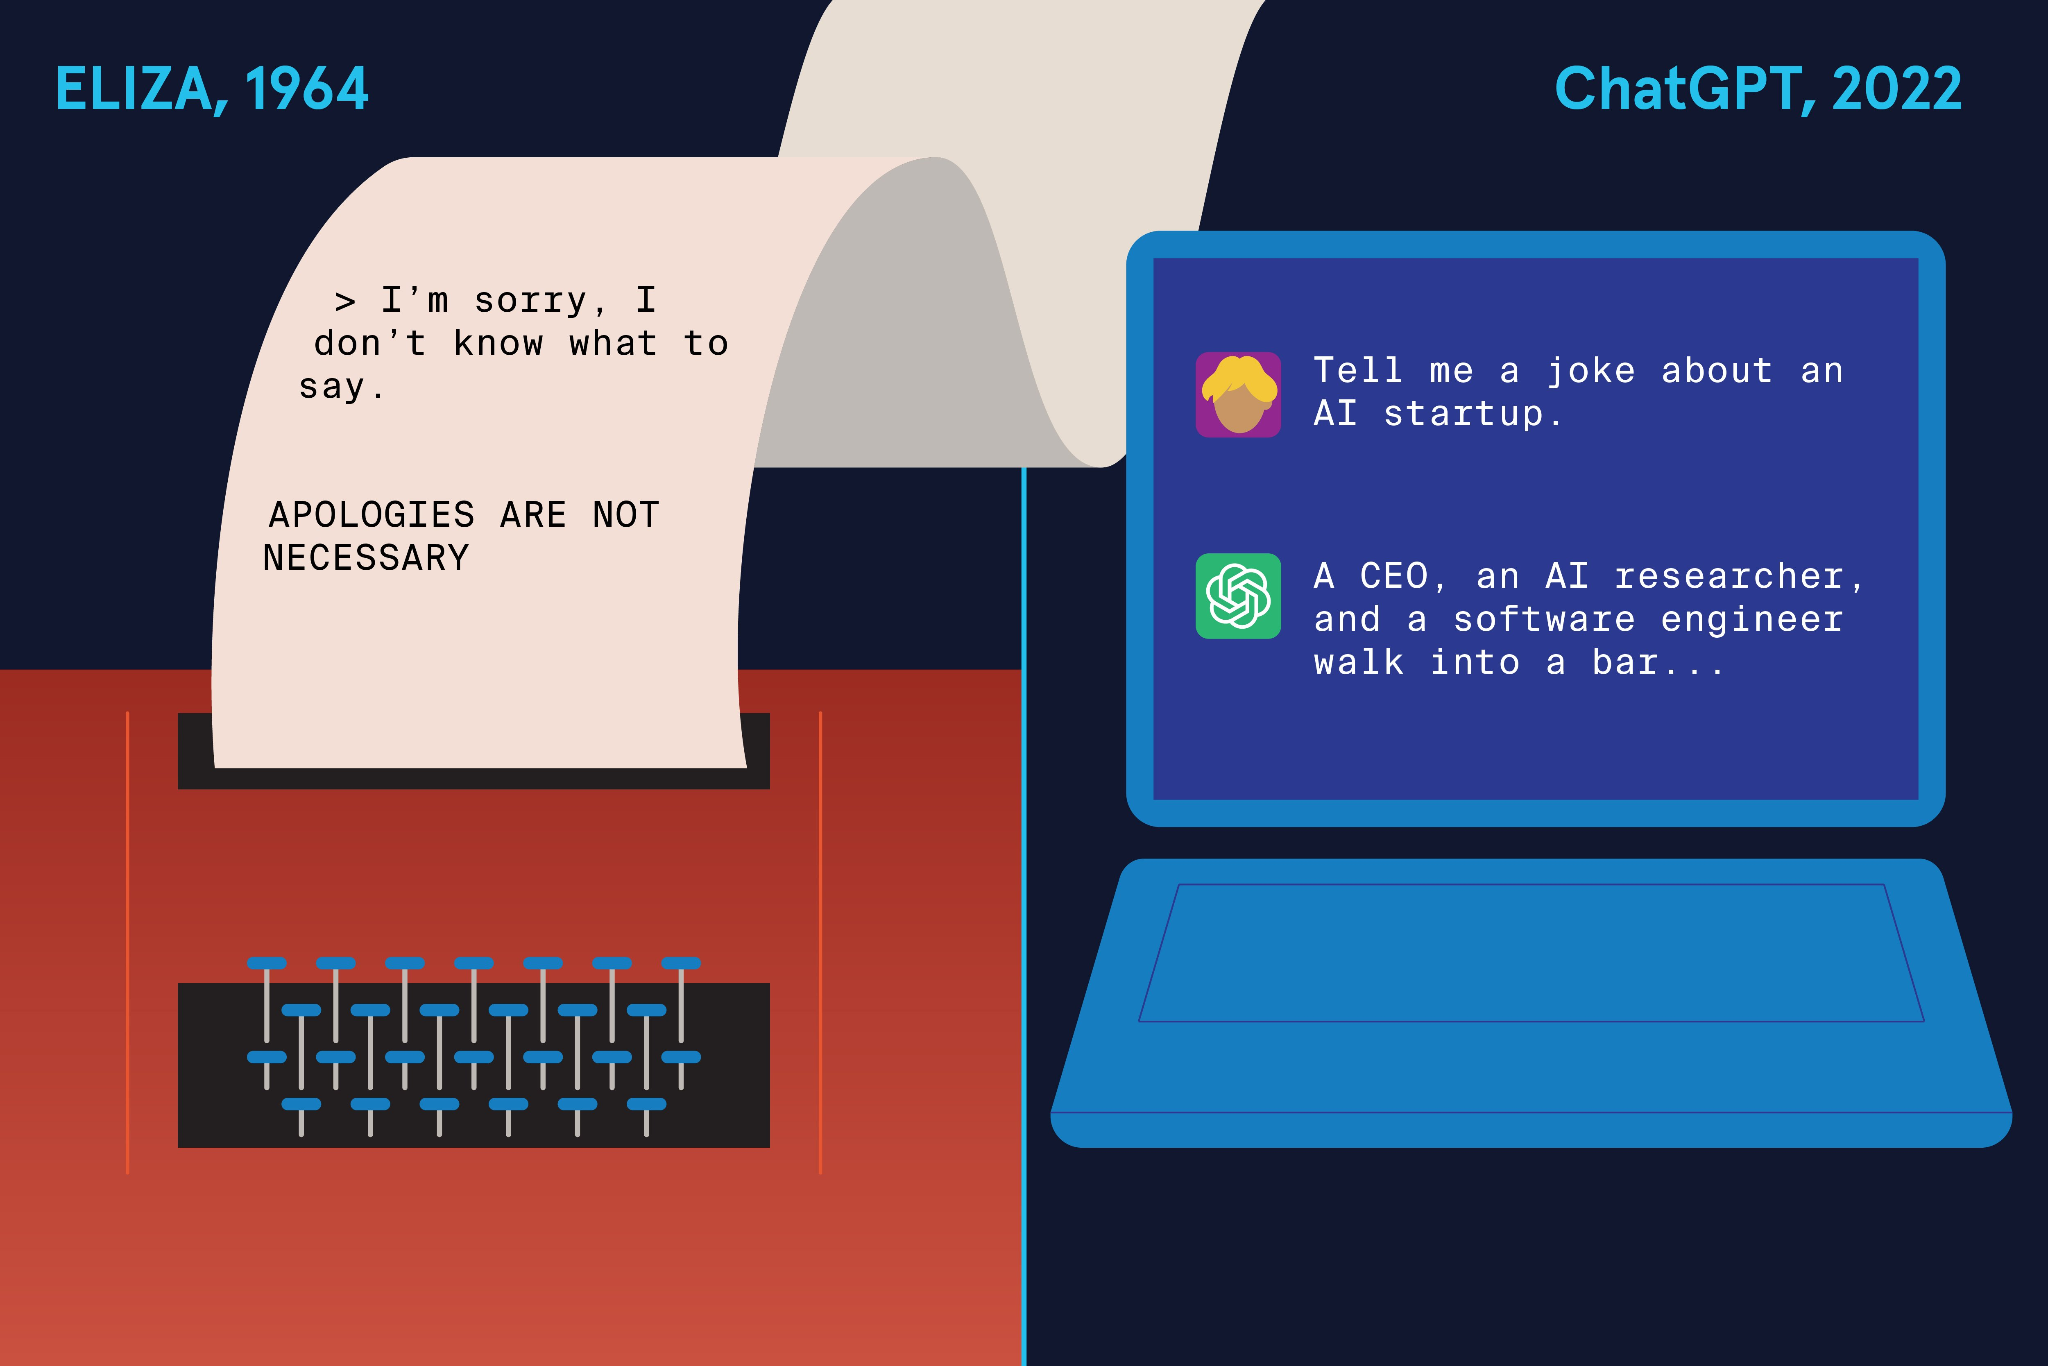 ELIZA, 1964
> I’m sorry, I
don’t know what to
say.
APOLOGIES ARE NOT
NECESSARY
ChatGPT, 2022
Tell me a joke about an
AI startup.
A CEO, an AI researcher,
and a software engineer
walk into a bar...